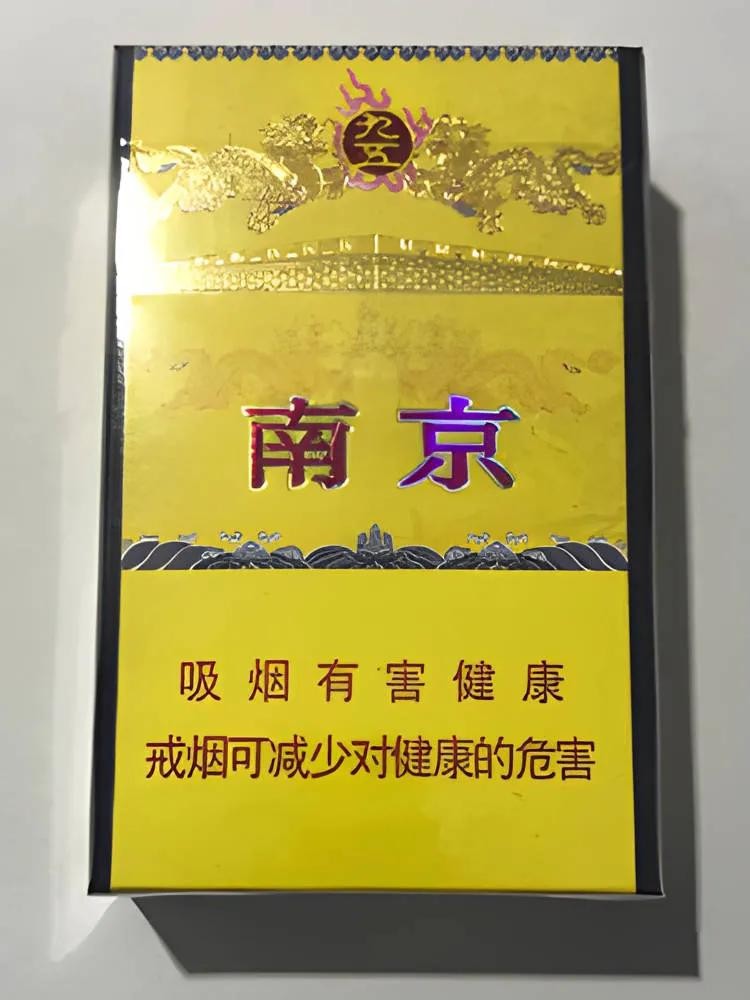 九五
南京
吸烟有害健康
戒烟可减少对健康的危害